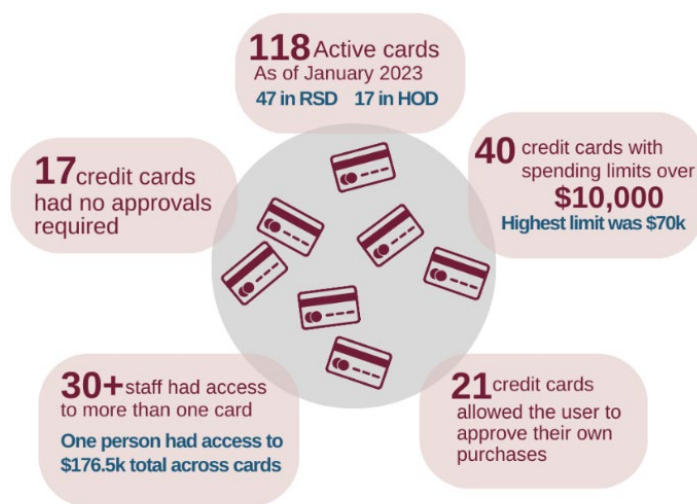 118 Active cards
As of January 2023
47 in RSD 17 in HOD
17 credit cards
had no approvals
required
40 credit cards with
spending limits over
$10,000
Highest limit was $70k
30+ staff had access
to more than one card
One person had access to
$176.5k total across cards
21 credit cards
allowed the user to
approve their own
purchases